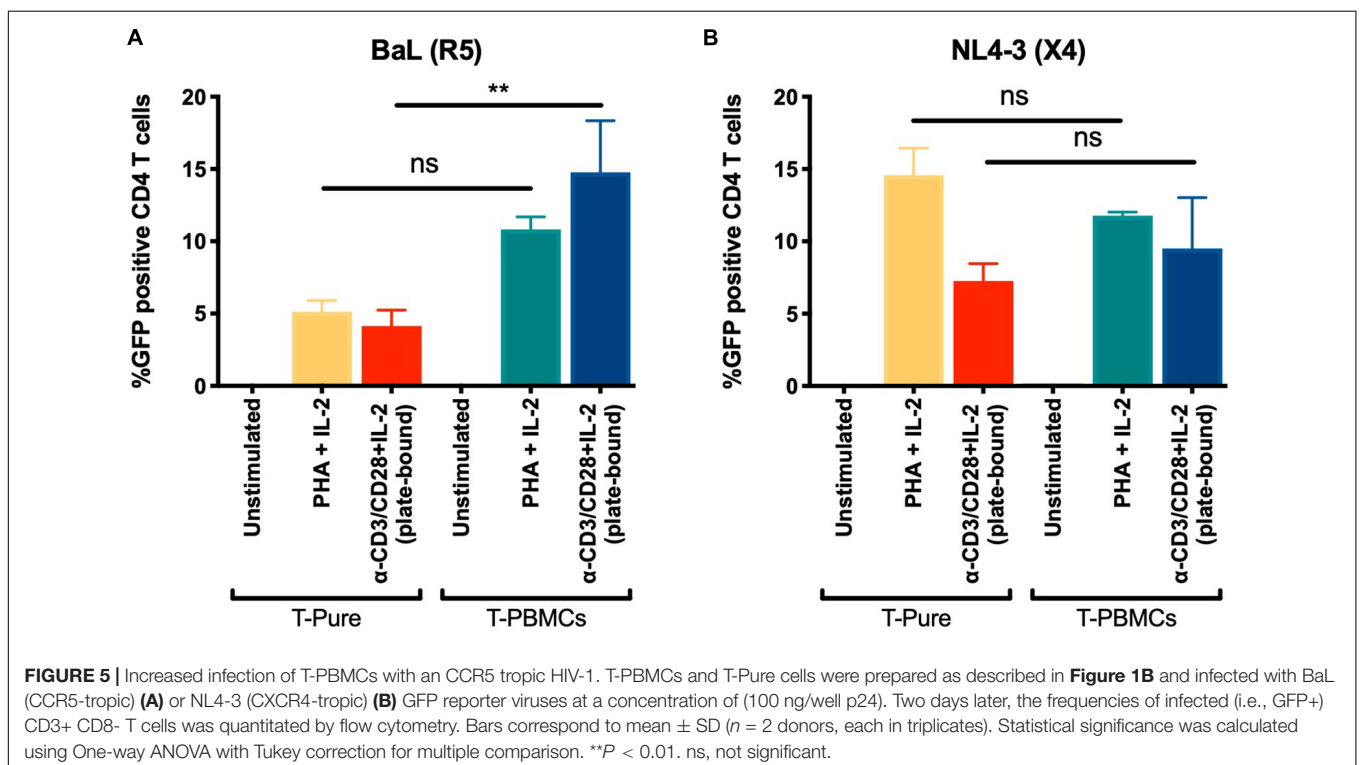 A
BaL (R5)
%GFP positive CD4 T cells
20
15
10
5
0
**
ns
Unstimulated
PHA + IL-2
α-CD3/CD28+IL-2
(plate-bound)
Unstimulated
PHA + IL-2
α-CD3/CD28+IL-2
(plate-bound)
T-Pure
T-PBMCs
B
NL4-3 (X4)
%GFP positive CD4 T cells
20
15
10
5
0
ns
ns
Unstimulated
PHA + IL-2
α-CD3/CD28+IL-2
(plate-bound)
Unstimulated
PHA + IL-2
α-CD3/CD28+IL-2
(plate-bound)
T-Pure
T-PBMCs
FIGURE 5 | Increased infection of T-PBMCs with an CCR5 tropic HIV-1. T-PBMCs and T-Pure cells were prepared as described in Figure 1B and infected with BaL
(CCR5-tropic) (A) or NL4-3 (CXCR4-tropic) (B) GFP reporter viruses at a concentration of (100 ng/well p24). Two days later, the frequencies of infected (i.e., GFP+)
CD3+ CD8- T cells was quantitated by flow cytometry. Bars correspond to mean ± SD (n = 2 donors, each in triplicates). Statistical significance was calculated
using One-way ANOVA with Tukey correction for multiple comparison. **P < 0.01. ns, not significant.